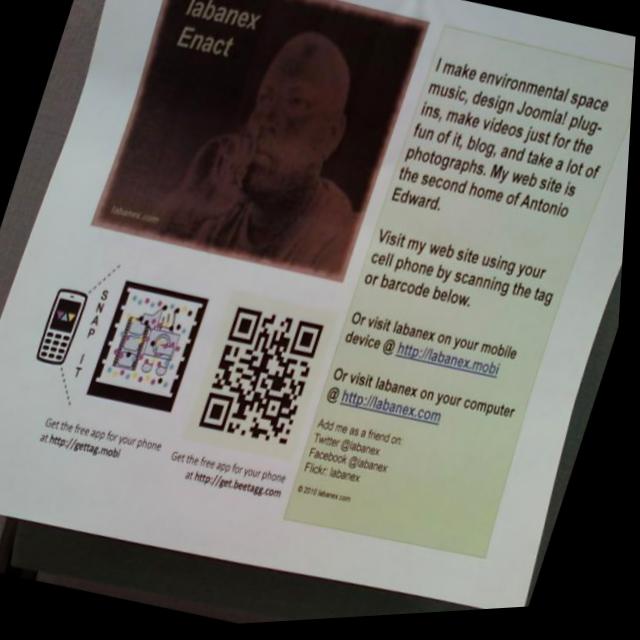 labanex
Enact
labanex.com
I make environmental space
music, design Joomla! plug-
ins, make videos just for the
fun of it, blog, and take a lot of
photographs. My web site is
the second home of Antonio
Edward.
Visit my web site using your
cell phone by scanning the tag
or barcode below.
Or visit labanex on your mobile
device @ http://labanex.mobi
Or visit labanex on your computer
@ http://labanex.com
Add me as a friend on:
Twitter @labanex
Facebook @labanex
Flickr: labanex
© 2010 labanex.com
SNAP IT
Get the free app for your phone
at http://gettag.mobi
Get the free app for your phone
at http://get.beetagg.com